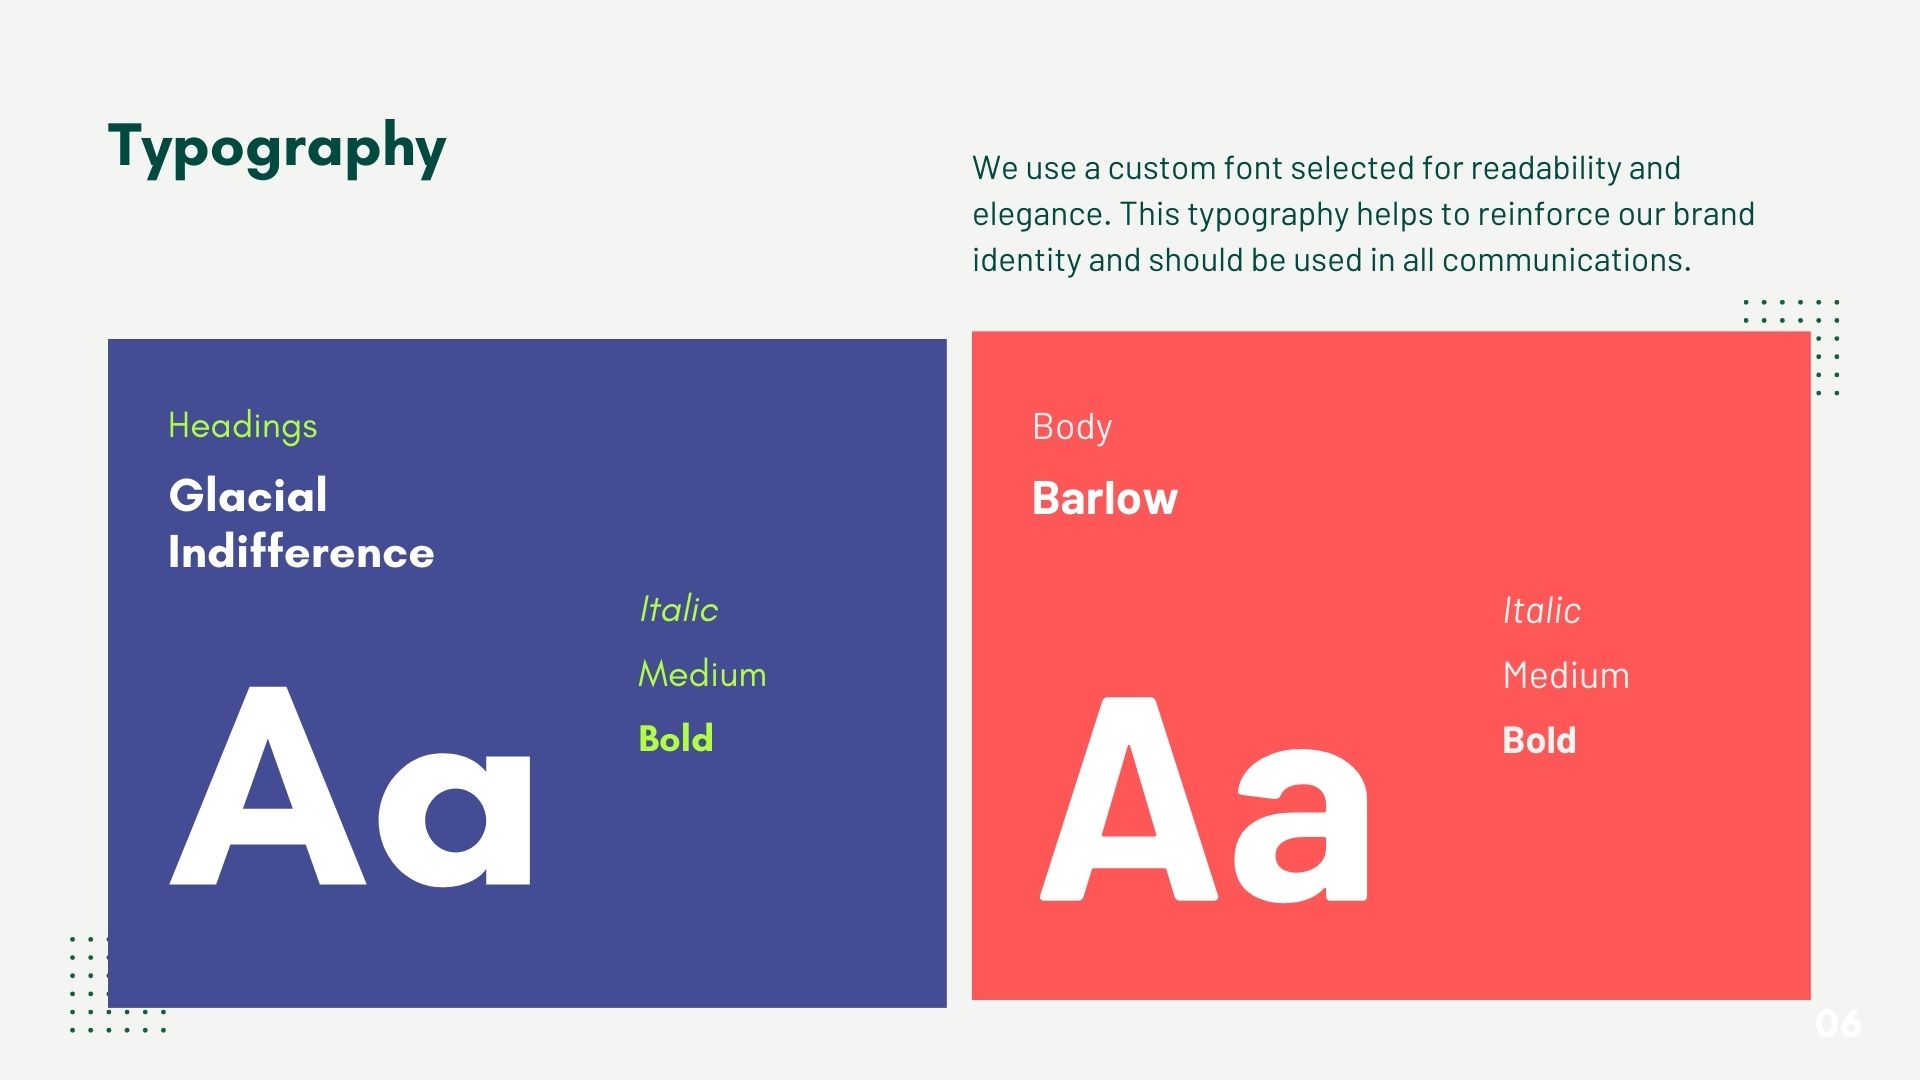 Typography
We use a custom font selected for readability and
elegance. This typography helps to reinforce our brand
identity and should be used in all communications.
Headings
Glacial
Indifference
Italic
Medium
Bold
Aa
Body
Barlow
Italic
Medium
Bold
Aa
06